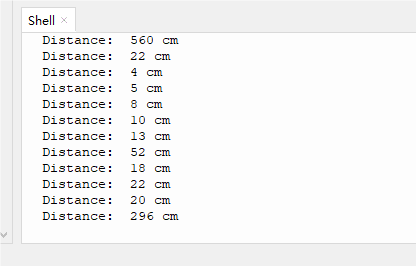 Shell ×
Distance:  560 cm
Distance:  22 cm
Distance:  4 cm
Distance:  5 cm
Distance:  8 cm
Distance:  10 cm
Distance:  13 cm
Distance:  52 cm
Distance:  18 cm
Distance:  22 cm
Distance:  20 cm
Distance:  296 cm